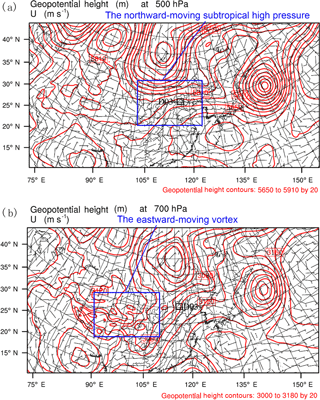 (a)
Geopotential height (m) at 500 hPa
U (m s⁻¹)
The northward-moving subtropical high pressure
40° N
35° N
30° N
25° N
20° N
15° N
75° E 90° E 105° E 120° E 135° E 150° E
Geopotential height contours: 5650 to 5910 by 20
(b)
Geopotential height (m) at 700 hPa
U (m s⁻¹)
The eastward-moving vortex
40° N
35° N
30° N
25° N
20° N
15° N
75° E 90° E 105° E 120° E 135° E 150° E
Geopotential height contours: 3000 to 3180 by 20